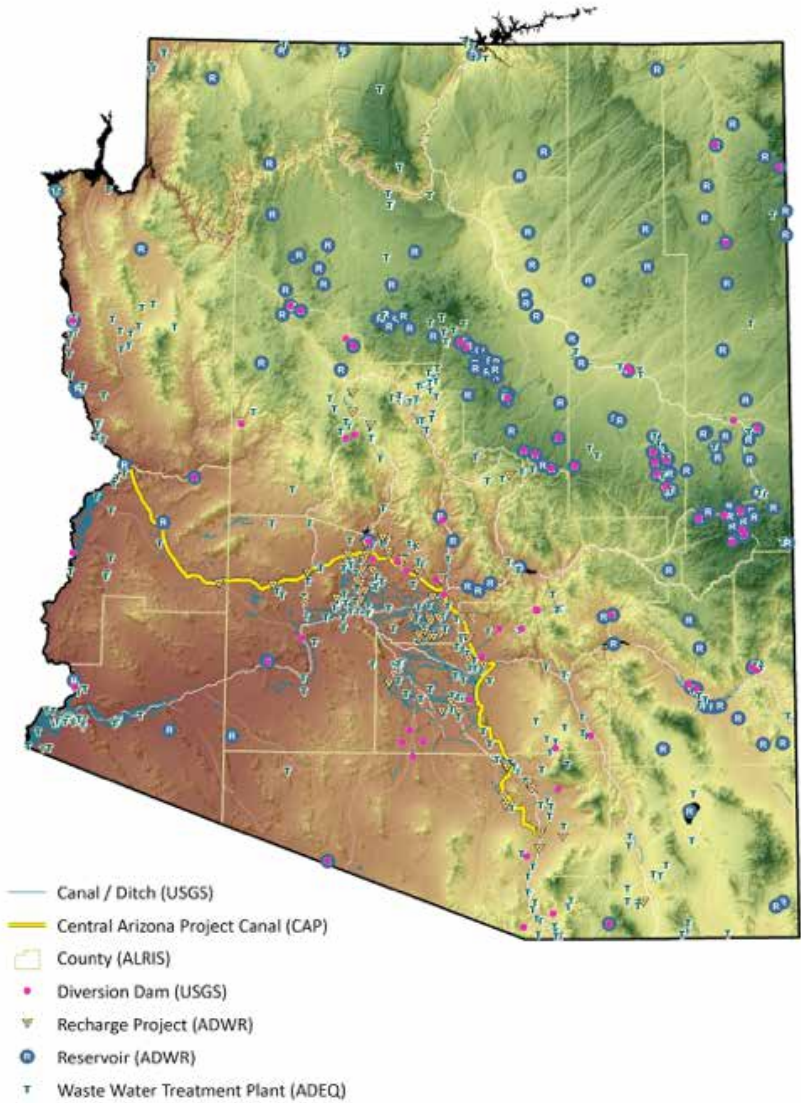 Canal / Ditch (USGS)
Central Arizona Project Canal (CAP)
County (ALRIS)
Diversion Dam (USGS)
Recharge Project (ADWR)
R Reservoir (ADWR)
T Waste Water Treatment Plant (ADEQ)